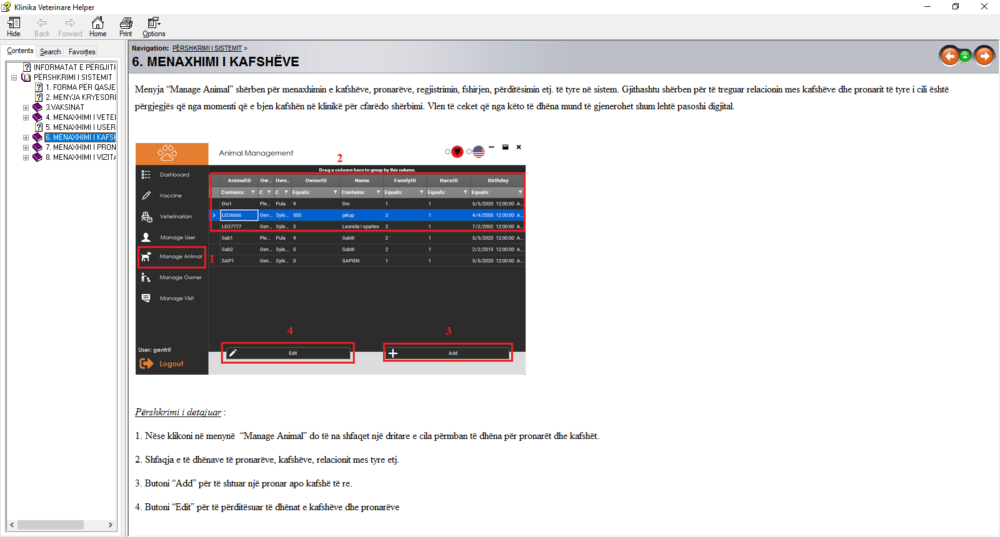 Klinika Veterinare Helper
Hide Back Forward Home Print Options
Contents Search Favorites
INFORMATAT E PËRGJITH
PËRSHKRIMI I SISTEMIT
1. FORMA PËR QASJE
2. MENYJA KRYESORI
3.VAKSINAT
4. MENAXHIMI I VETEI
5. MENAXHIMI I USER
6. MENAXHIMI I KAFSH
7. MENAXHIMI I PRON
8. MENAXHIMI I VIZITA
Navigation: PËRSHKRIMI I SISTEMIT >
6. MENAXHIMI I KAFSHËVE
Menyja “Manage Animal” shërben për menaxhimin e kafshëve, pronarëve, regjistrimin, fshirjen, përditësimin etj. të tyre në sistem. Gjithashtu shërben për të treguar relacionin mes kafshëve dhe pronarit të tyre i cili është
përgjegjës që nga momenti që e bjen kafshën në klinikë për cfarëdo shërbimi. Vlen të ceket që nga këto të dhëna mund të gjenerohet shum lehtë pasoshi digjital.
Animal Management
2
Drag a column here to group by this column.
AnimalID Ow... Own... OwnerID Name FamilyID RaceID Birthday
Contains: C C Equals: Contains: Equals: Equals: Equals:
Dio1 Ple... Pula 9 Dio 1 1 5/5/2020 12:00:00 A...
LEO6666 Gen... Syle... 500 jakup 2 1 4/4/2000 12:00:00 A...
LEO7777 Gen... Syle... 3 Leonida i spartes 2 1 7/2/2002 12:00:00 A...
Sab1 Ple... Pula 9 Sabiti 2 1 5/5/2020 12:00:00 A...
Sab2 Gen... Syle... 0 Sabiti 2 1 2/2/2015 12:00:00 A...
SAP1 Gen... Syle... 0 SAPIEN 1 1 5/5/2020 12:00:00 A...
Dashboard
Vaccine
Veterinarian
Manage User
Manage Animal
1
Manage Owner
Manage Visit
4 3
Edit Add
User: gentrit
Logout
Përshkrimi i detajuar :
1. Nëse klikoni në menynë “Manage Animal” do të na shfaqet një dritare e cila përmban të dhëna për pronarët dhe kafshët.
2. Shfaqja e të dhënave të pronarëve, kafshëve, relacionit mes tyre etj.
3. Butoni “Add” për të shtuar një pronar apo kafshë të re.
4. Butoni “Edit” për të përditësuar të dhënat e kafshëve dhe pronarëve